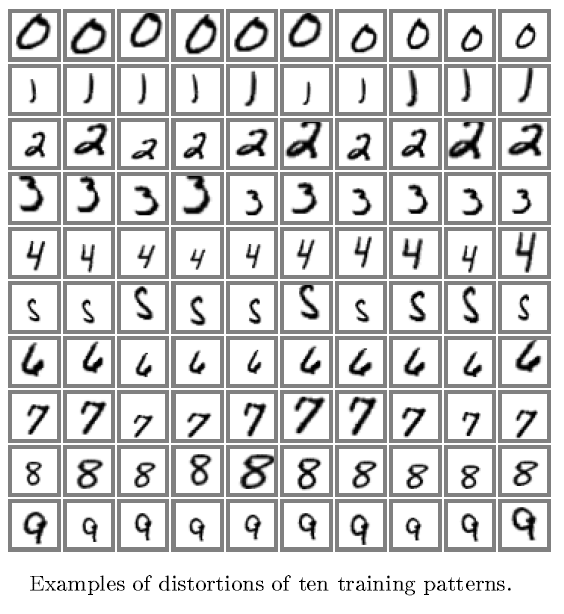 0 0 0 0 0 0 0 0 0 0
1 1 1 1 1 1 1 1 1 1
2 2 2 2 2 2 2 2 2 2
3 3 3 3 3 3 3 3 3 3
4 4 4 4 4 4 4 4 4 4
5 5 5 5 5 5 5 5 5 5
6 6 6 6 6 6 6 6 6 6
7 7 7 7 7 7 7 7 7 7
8 8 8 8 8 8 8 8 8 8
9 9 9 9 9 9 9 9 9 9
Examples of distortions of ten training patterns.